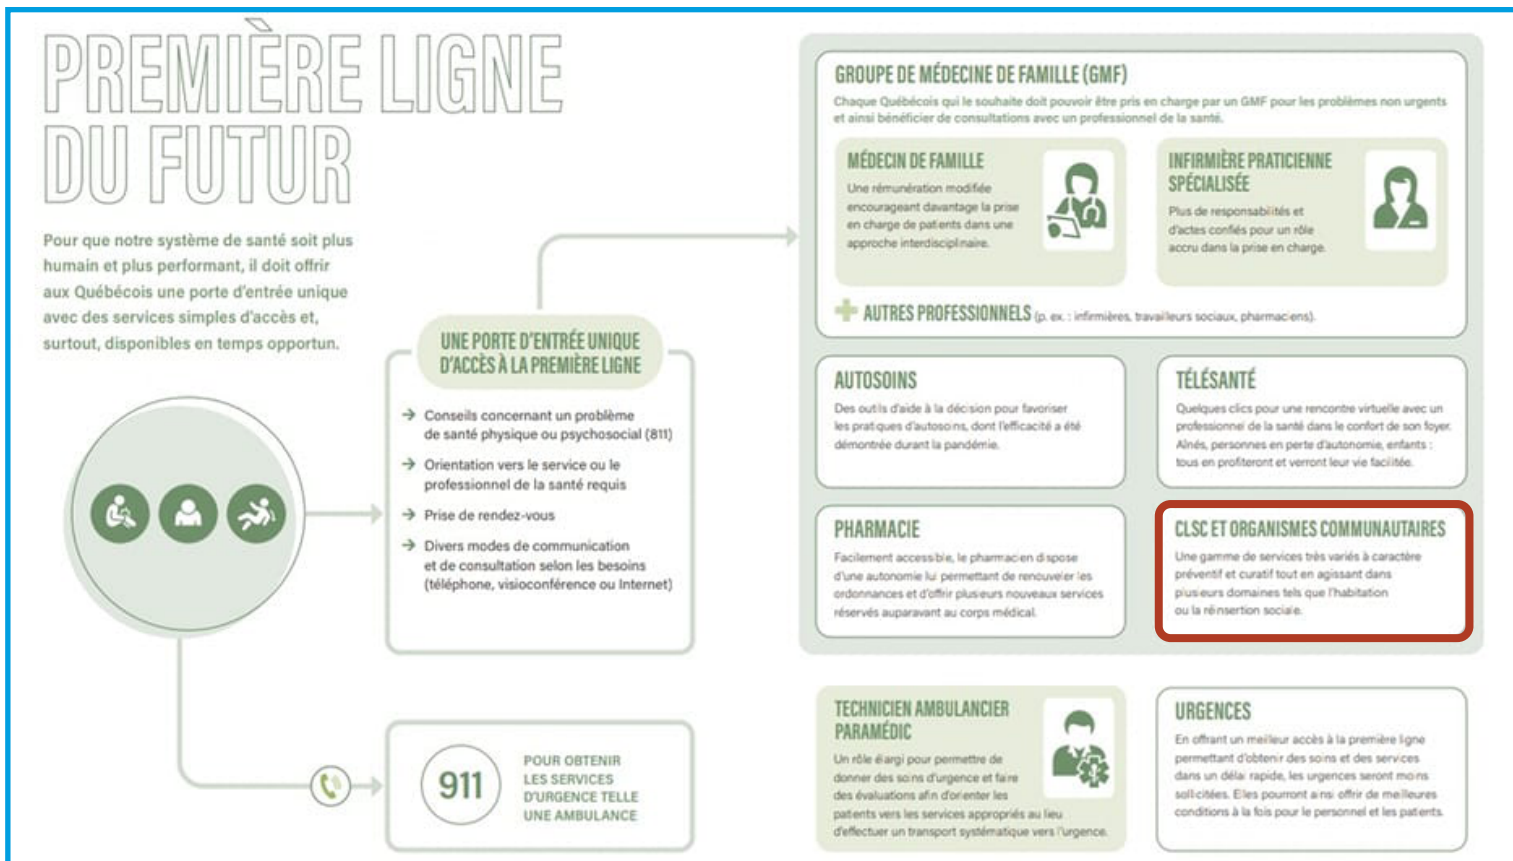 PREMIÈRE LIGNE
DU FUTUR
Pour que notre système de santé soit plus
humain et plus performant, il doit offrir
aux Québécois une porte d'entrée unique
avec des services simples d'accès et,
surtout, disponibles en temps opportun.
UNE PORTE D'ENTRÉE UNIQUE
D'ACCÈS À LA PREMIÈRE LIGNE
→ Conseils concernant un problème
de santé physique ou psychosocial (811)
→ Orientation vers le service ou le
professionnel de la santé requis
→ Prise de rendez-vous
→ Divers modes de communication
et de consultation selon les besoins
(téléphone, visioconférence ou Internet)
911
POUR OBTENIR
LES SERVICES
D'URGENCE TELLE
UNE AMBULANCE
GROUPE DE MÉDECINE DE FAMILLE (GMF)
Chaque Québécois qui le souhaite doit pouvoir être pris en charge par un GMF pour les problèmes non urgents
et ainsi bénéficier de consultations avec un professionnel de la santé.
MÉDECIN DE FAMILLE
Une rémunération modifiée
encourageant davantage la prise
en charge de patients dans une
approche interdisciplinaire.
INFIRMIÈRE PRATICIENNE
SPÉCIALISÉE
Plus de responsabilités et
d'actes confiés pour un rôle
accru dans la prise en charge.
+ AUTRES PROFESSIONNELS (p. ex. : infirmières, travailleurs sociaux, pharmaciens).
AUTOSOINS
Des outils d'aide à la décision pour favoriser
les pratiques d'autosoins, dont l'efficacité a été
démontrée durant la pandémie.
TÉLÉSANTÉ
Quelques clics pour une rencontre virtuelle avec un
professionnel de la santé dans le confort de son foyer.
Aînés, personnes en perte d'autonomie, enfants :
tous en profiteront et verront leur vie facilitée.
PHARMACIE
Facilement accessible, le pharmacien dispose
d'une autonomie lui permettant de renouveler les
ordonnances et d'offrir plusieurs nouveaux services
réservés auparavant au corps médical.
CLSC ET ORGANISMES COMMUNAUTAIRES
Une gamme de services très variés à caractère
préventif et curatif tout en agissant dans
plusieurs domaines tels que l'habitation
ou la réinsertion sociale.
TECHNICIEN AMBULANCIER
PARAMÉDIC
Un rôle élargi pour permettre de
donner des soins d'urgence et faire
des évaluations afin d'orienter les
patients vers les services appropriés au lieu
d'effectuer un transport systématique vers l'urgence.
URGENCES
En offrant un meilleur accès à la première ligne
permettant d'obtenir des soins et des services
dans un délai rapide, les urgences seront moins
sollicitées. Elles pourront ainsi offrir de meilleures
conditions à la fois pour le personnel et les patients.